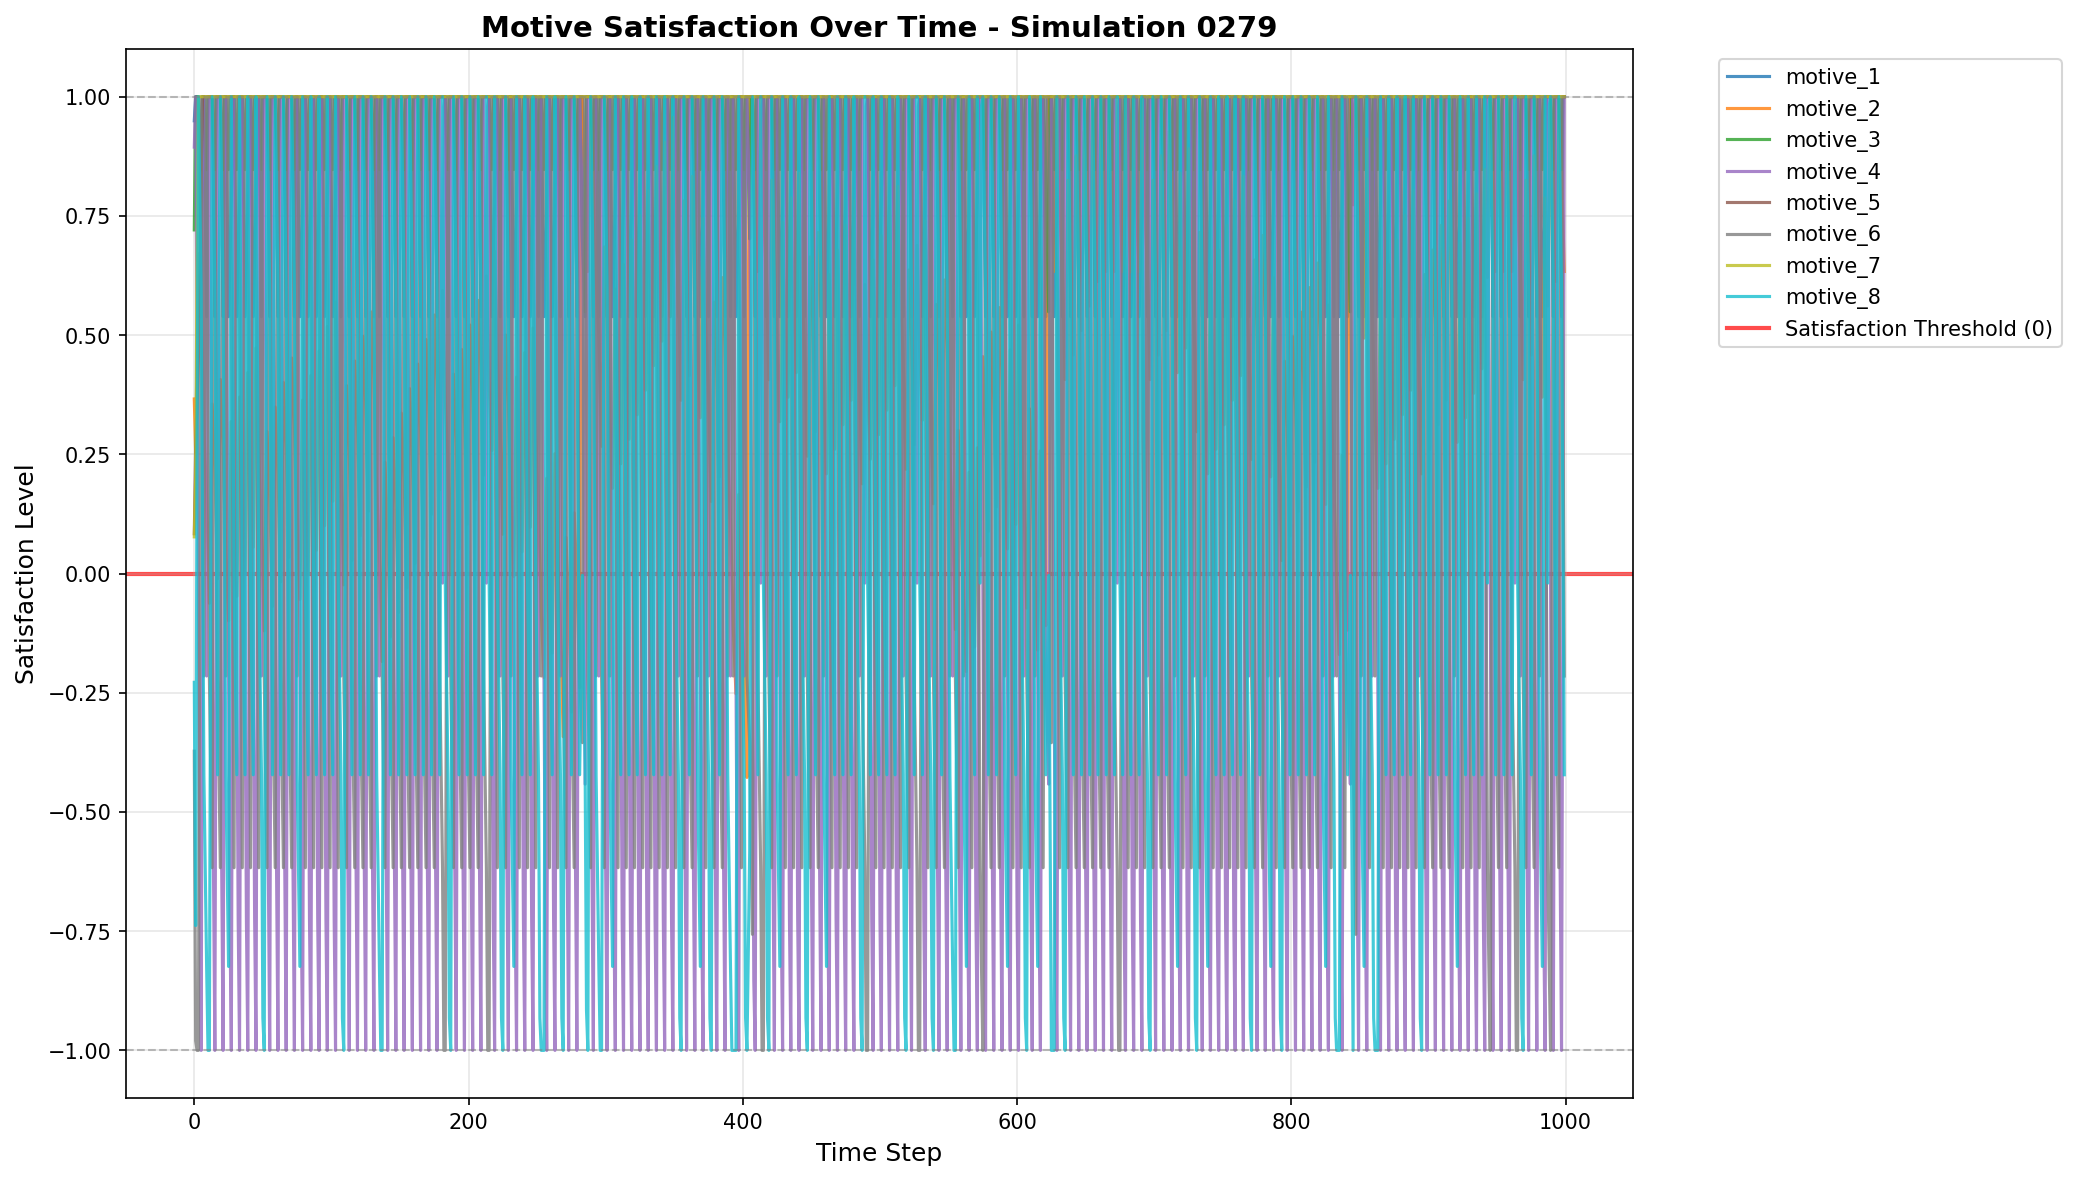 Motive Satisfaction Over Time - Simulation 0279
Satisfaction Level
1.00
0.75
0.50
0.25
0.00
−0.25
−0.50
−0.75
−1.00
0
200
400
600
800
1000
Time Step
motive_1
motive_2
motive_3
motive_4
motive_5
motive_6
motive_7
motive_8
Satisfaction Threshold (0)